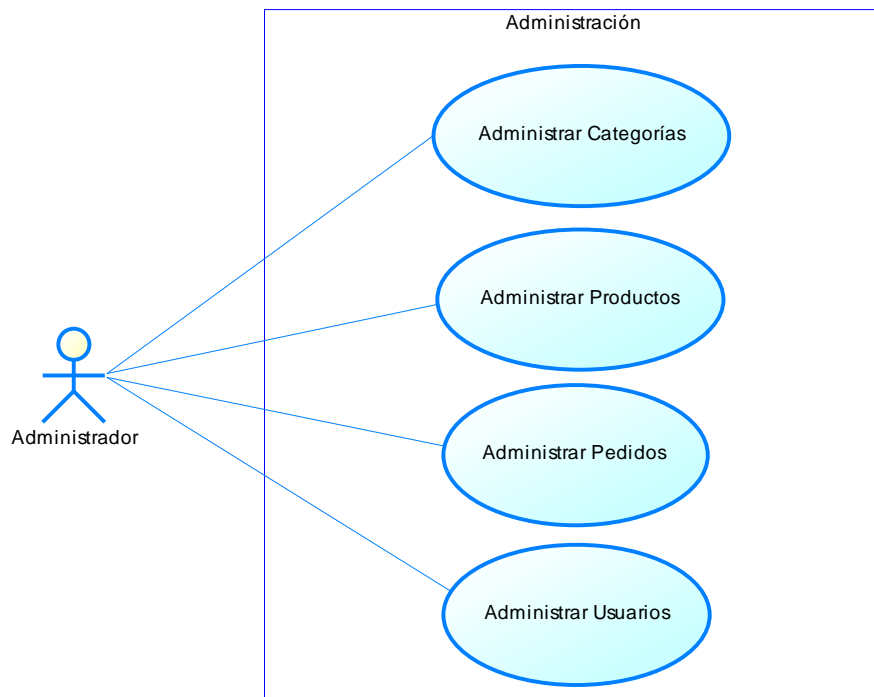 Administración
Administrar Categorías
Administrar Productos
Administrador
Administrar Pedidos
Administrar Usuarios